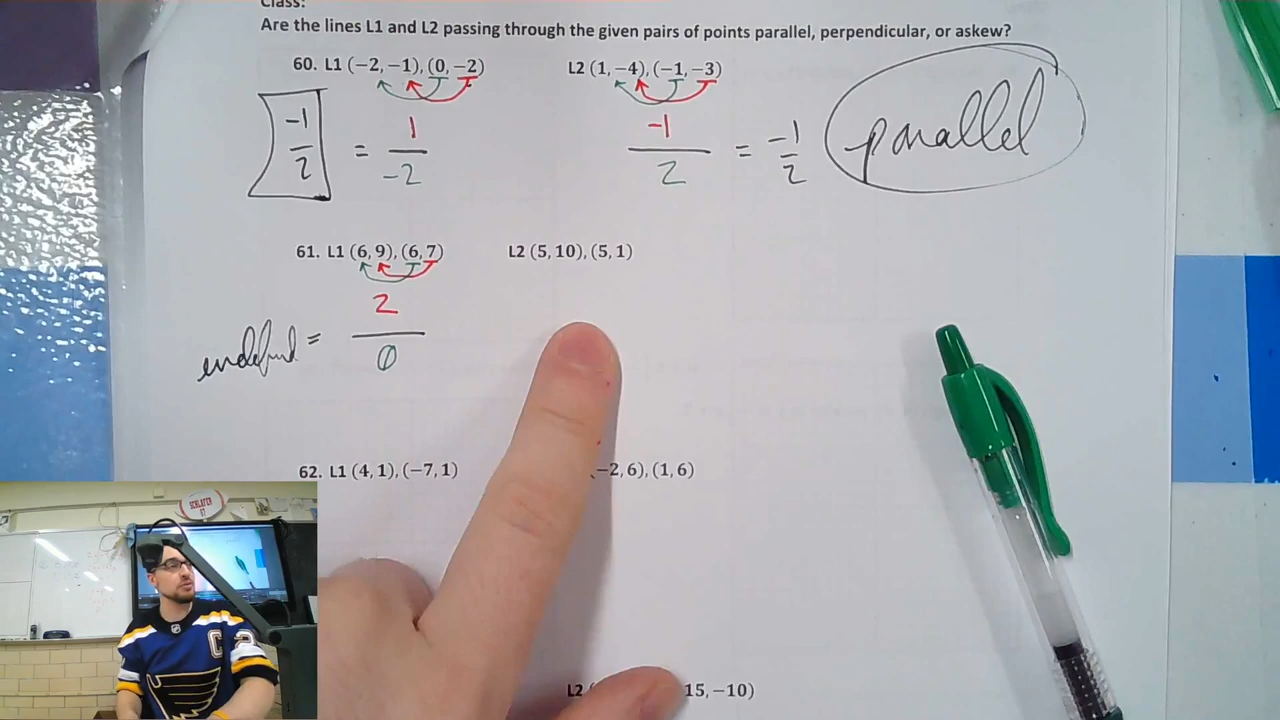 Class:
Are the lines L1 and L2 passing through the given pairs of points parallel, perpendicular, or askew?
60. L1 (−2, −1), (0, −2) L2 (1, −4), (−1, −3)
-1/2 = 1/-2 -1/2 = -1/2 parallel
61. L1 (6, 9), (6, 7) L2 (5, 10), (5, 1)
= 2/0
62. L1 (4, 1), (−7, 1) −2, 6), (1, 6)
L2 15, −10)
C